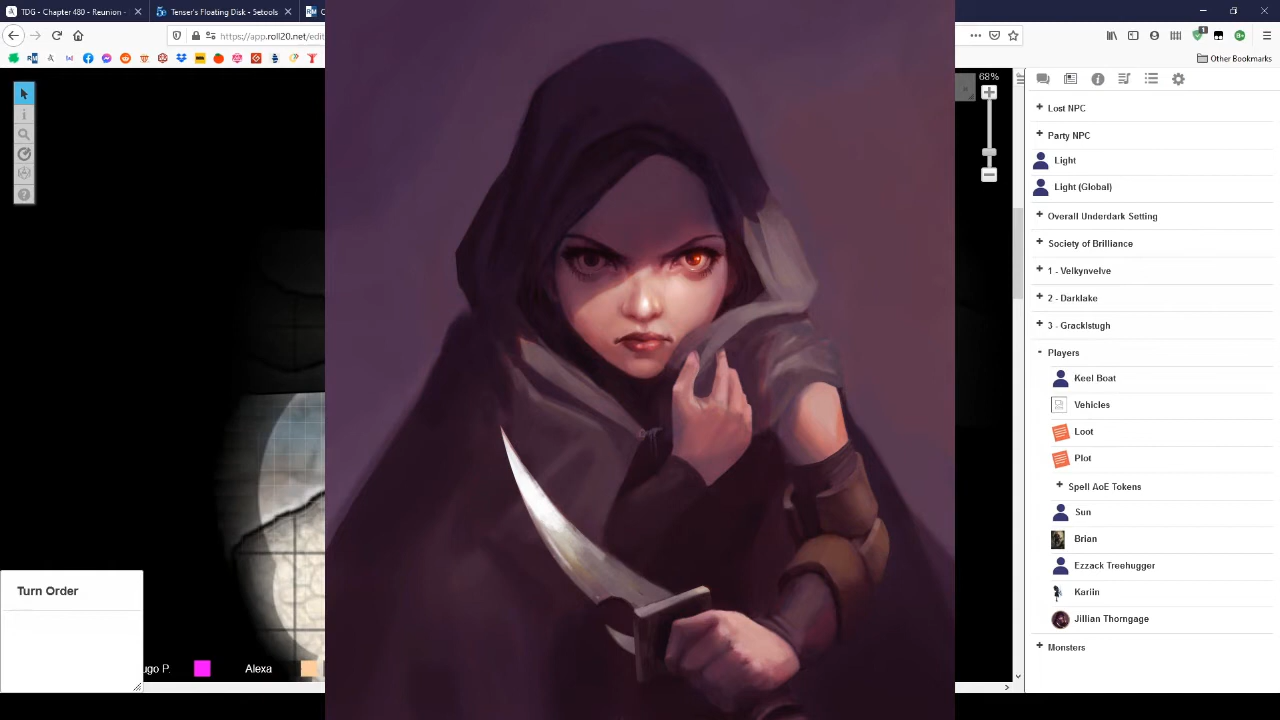 TDG - Chapter 480 - Reunion -
Tenser's Floating Disk - 5etools
https://app.roll20.net/edit
Other Bookmarks
68%
Lost NPC
Party NPC
Light
Light (Global)
Overall Underdark Setting
Society of Brilliance
1 - Velkynvelve
2 - Darklake
3 - Gracklstugh
Players
Keel Boat
Vehicles
Loot
Plot
Spell AoE Tokens
Sun
Brian
Ezzack Treehugger
Kariin
Jillian Thorngage
Monsters
Turn Order
ugo P.
Alexa